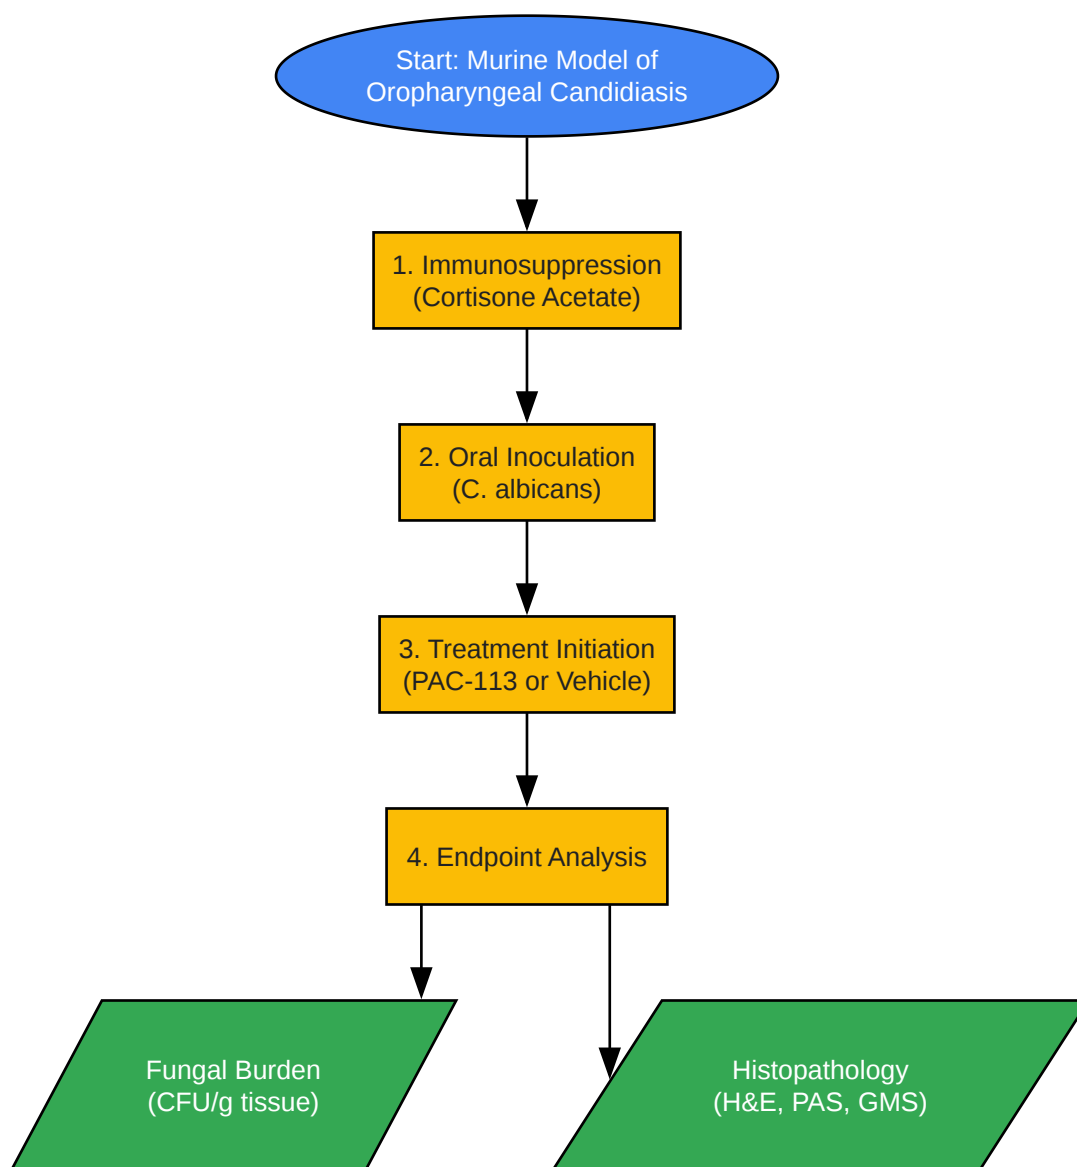 Start: Murine Model of
Oropharyngeal Candidiasis
1. Immunosuppression
(Cortisone Acetate)
2. Oral Inoculation
(C. albicans)
3. Treatment Initiation
(PAC-113 or Vehicle)
4. Endpoint Analysis
Fungal Burden
(CFU/g tissue)
Histopathology
(H&E, PAS, GMS)